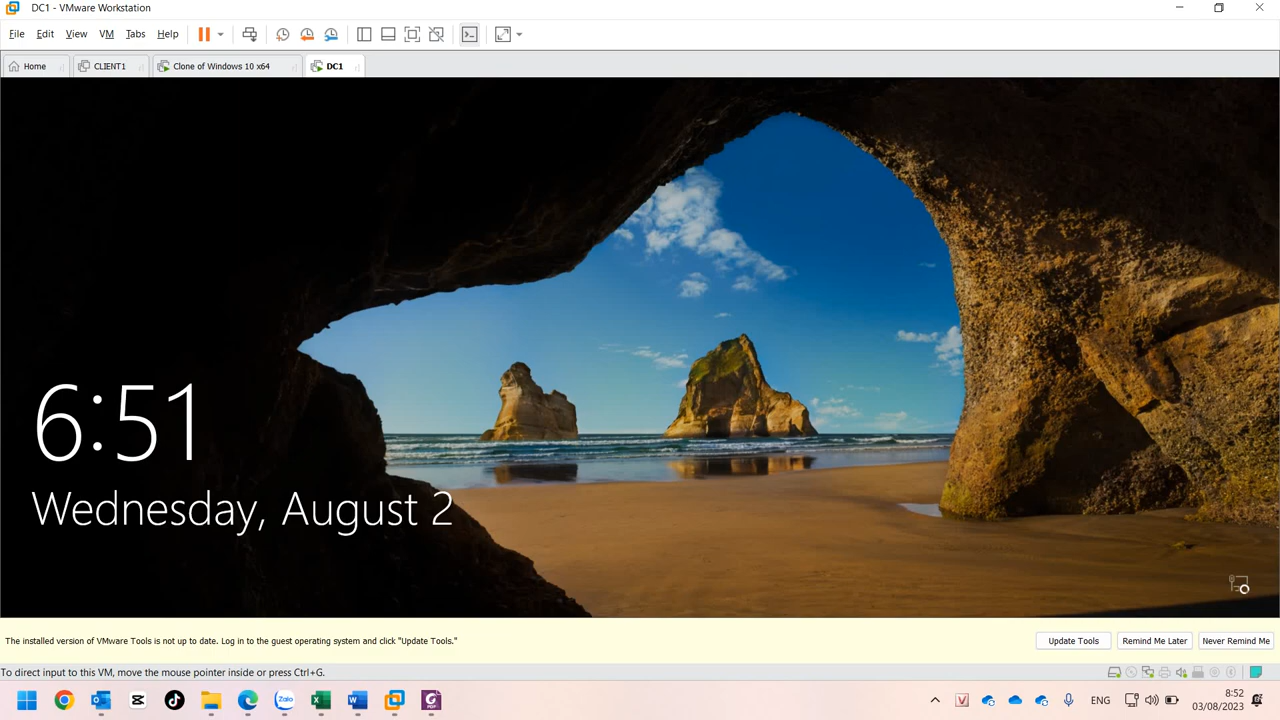 DC1 - VMware Workstation
File Edit View VM Tabs Help
Home CLIENT1 Clone of Windows 10 x64 DC1
6:51
Wednesday, August 2
The installed version of VMware Tools is not up to date. Log in to the guest operating system and click "Update Tools."
Update Tools Remind Me Later Never Remind Me
To direct input to this VM, move the mouse pointer inside or press Ctrl+G.
Zalo
PDF
V
ENG
8:52
03/08/2023